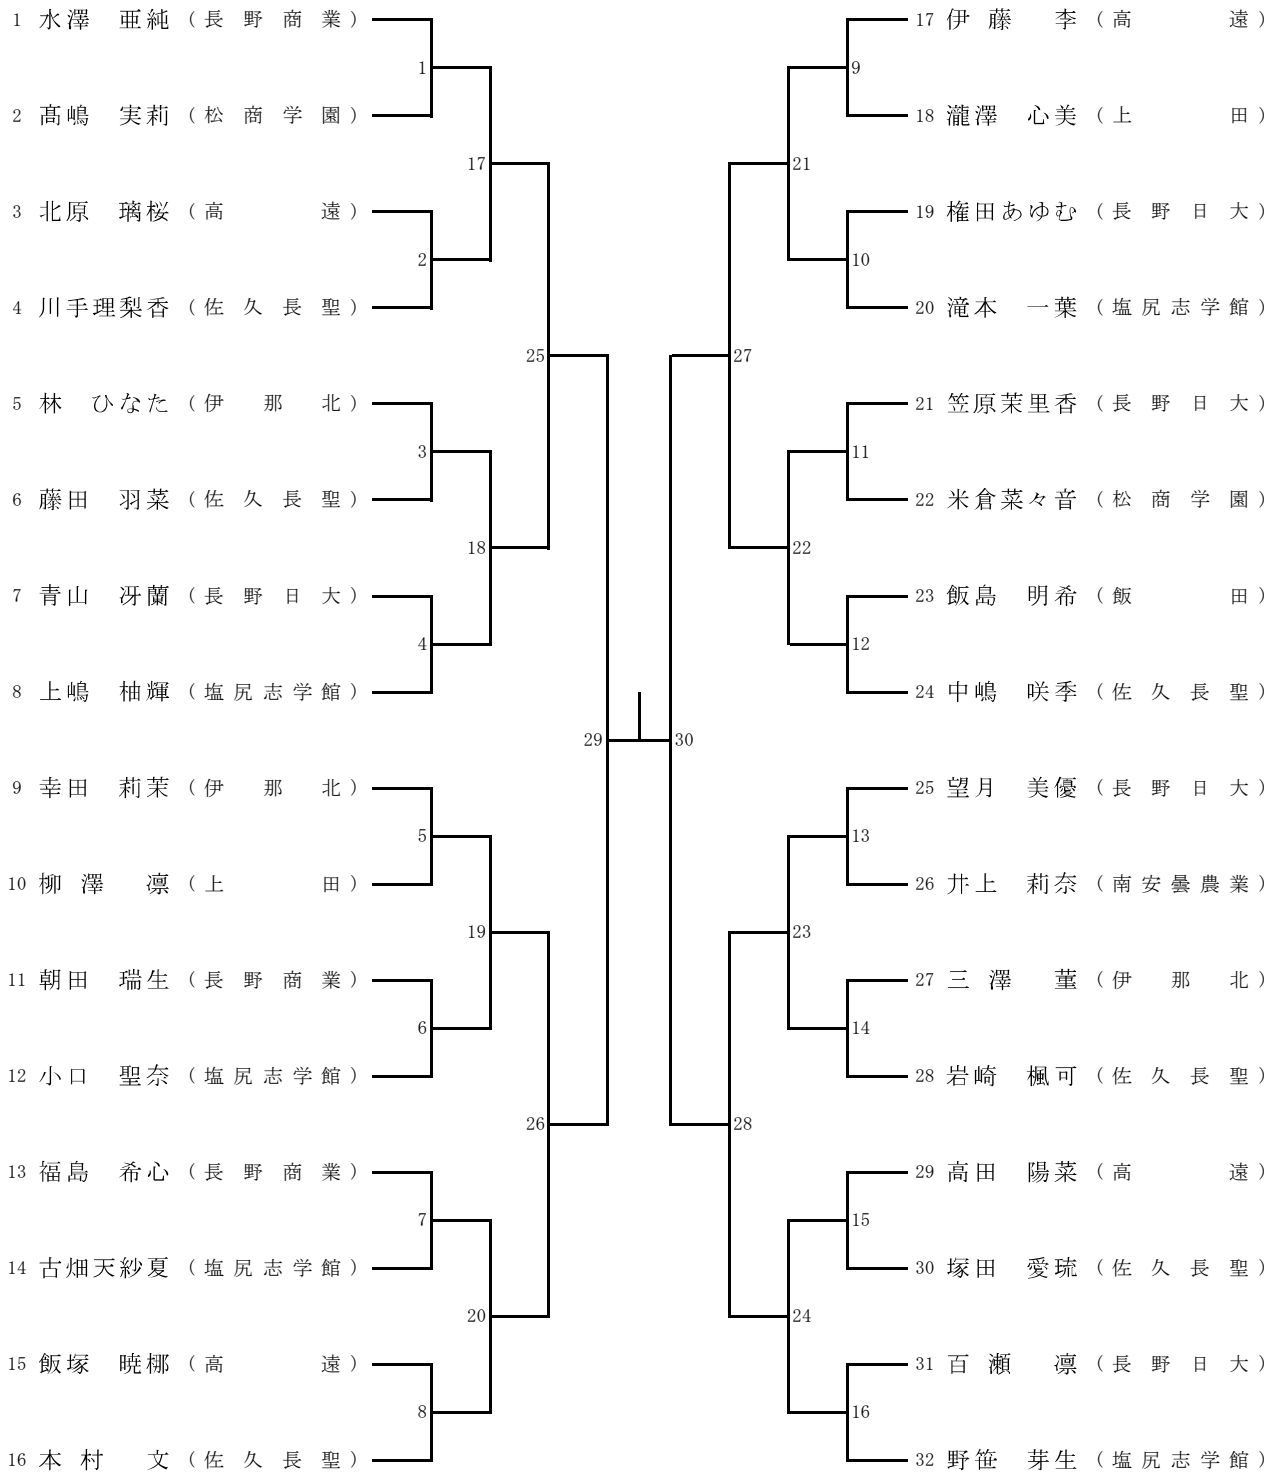 1 水澤 亜純 （長野商業）
1
2 髙嶋 実莉 （松商学園）
17
3 北原 璃桜 （高遠）
2
4 川手理梨香 （佐久長聖）
25
5 林 ひなた （伊那北）
3
6 藤田 羽菜 （佐久長聖）
18
7 青山 冴蘭 （長野日大）
4
8 上嶋 柚輝 （塩尻志学館）
29
9 幸田 莉茉 （伊那北）
5
10 柳澤 凛 （上田）
19
11 朝田 瑞生 （長野商業）
6
12 小口 聖奈 （塩尻志学館）
26
13 福島 希心 （長野商業）
7
14 古畑天紗夏 （塩尻志学館）
20
15 飯塚 暁梛 （高遠）
8
16 本村 文 （佐久長聖）
17 伊藤 李 （高遠）
9
18 瀧澤 心美 （上田）
21
19 権田あゆむ （長野日大）
10
20 滝本 一葉 （塩尻志学館）
27
21 笠原茉里香 （長野日大）
11
22 米倉菜々音 （松商学園）
22
23 飯島 明希 （飯田）
12
24 中嶋 咲季 （佐久長聖）
30
25 望月 美優 （長野日大）
13
26 井上 莉奈 （南安曇農業）
23
27 三澤 菫 （伊那北）
14
28 岩崎 楓可 （佐久長聖）
28
29 高田 陽菜 （高遠）
15
30 塚田 愛琉 （佐久長聖）
24
31 百瀬 凛 （長野日大）
16
32 野笹 芽生 （塩尻志学館）